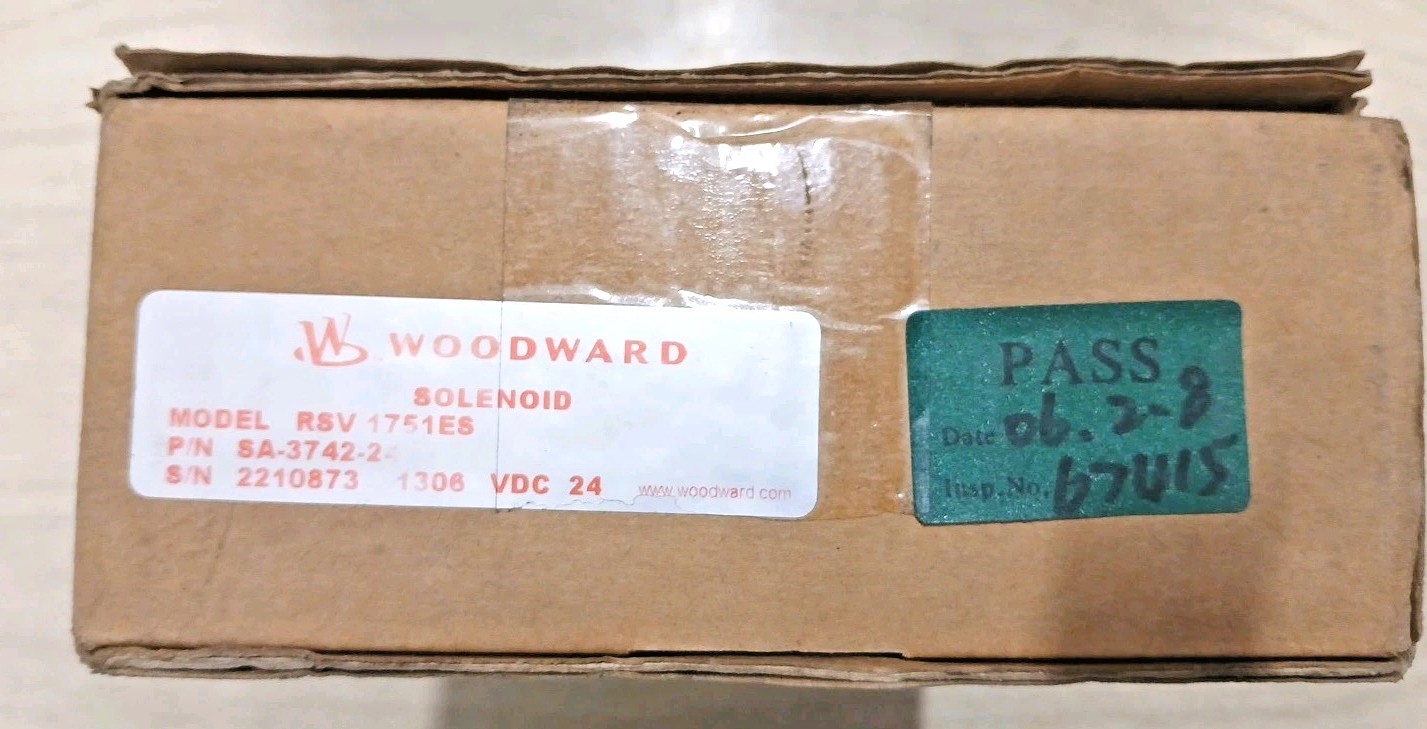 WOODWARD
SOLENOID
MODEL RSV 1751ES
P/N SA-3742-24
S/N 2210873 1306 VDC 24
www.woodward.com
PASS
Date 06.2-8
Insp.No. 67415